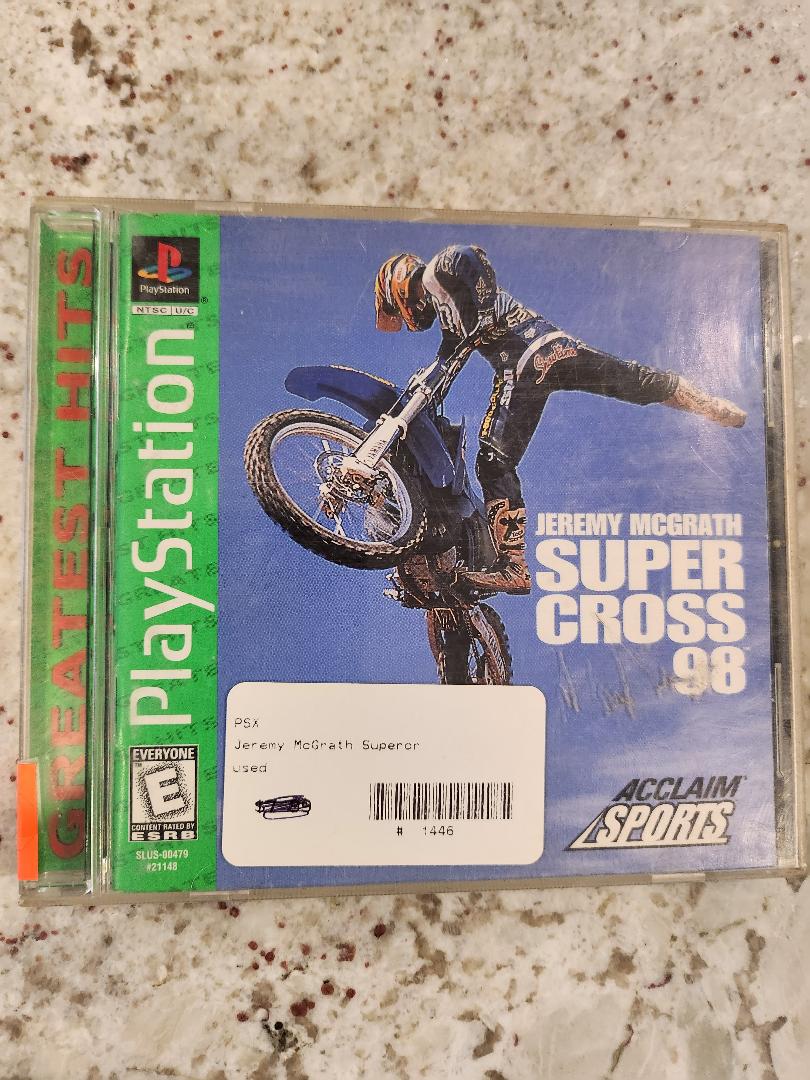 GREATEST HITS
PlayStation
NTSC U/C
PlayStation
EVERYONE
E
CONTENT RATED BY
ESRB
SLUS-00479
#21148
YAMAHA
JEREMY MCGRATH
SUPER
CROSS
98
PSX
Jeremy McGrath Supercr
used
# 1446
ACCLAIM
SPORTS